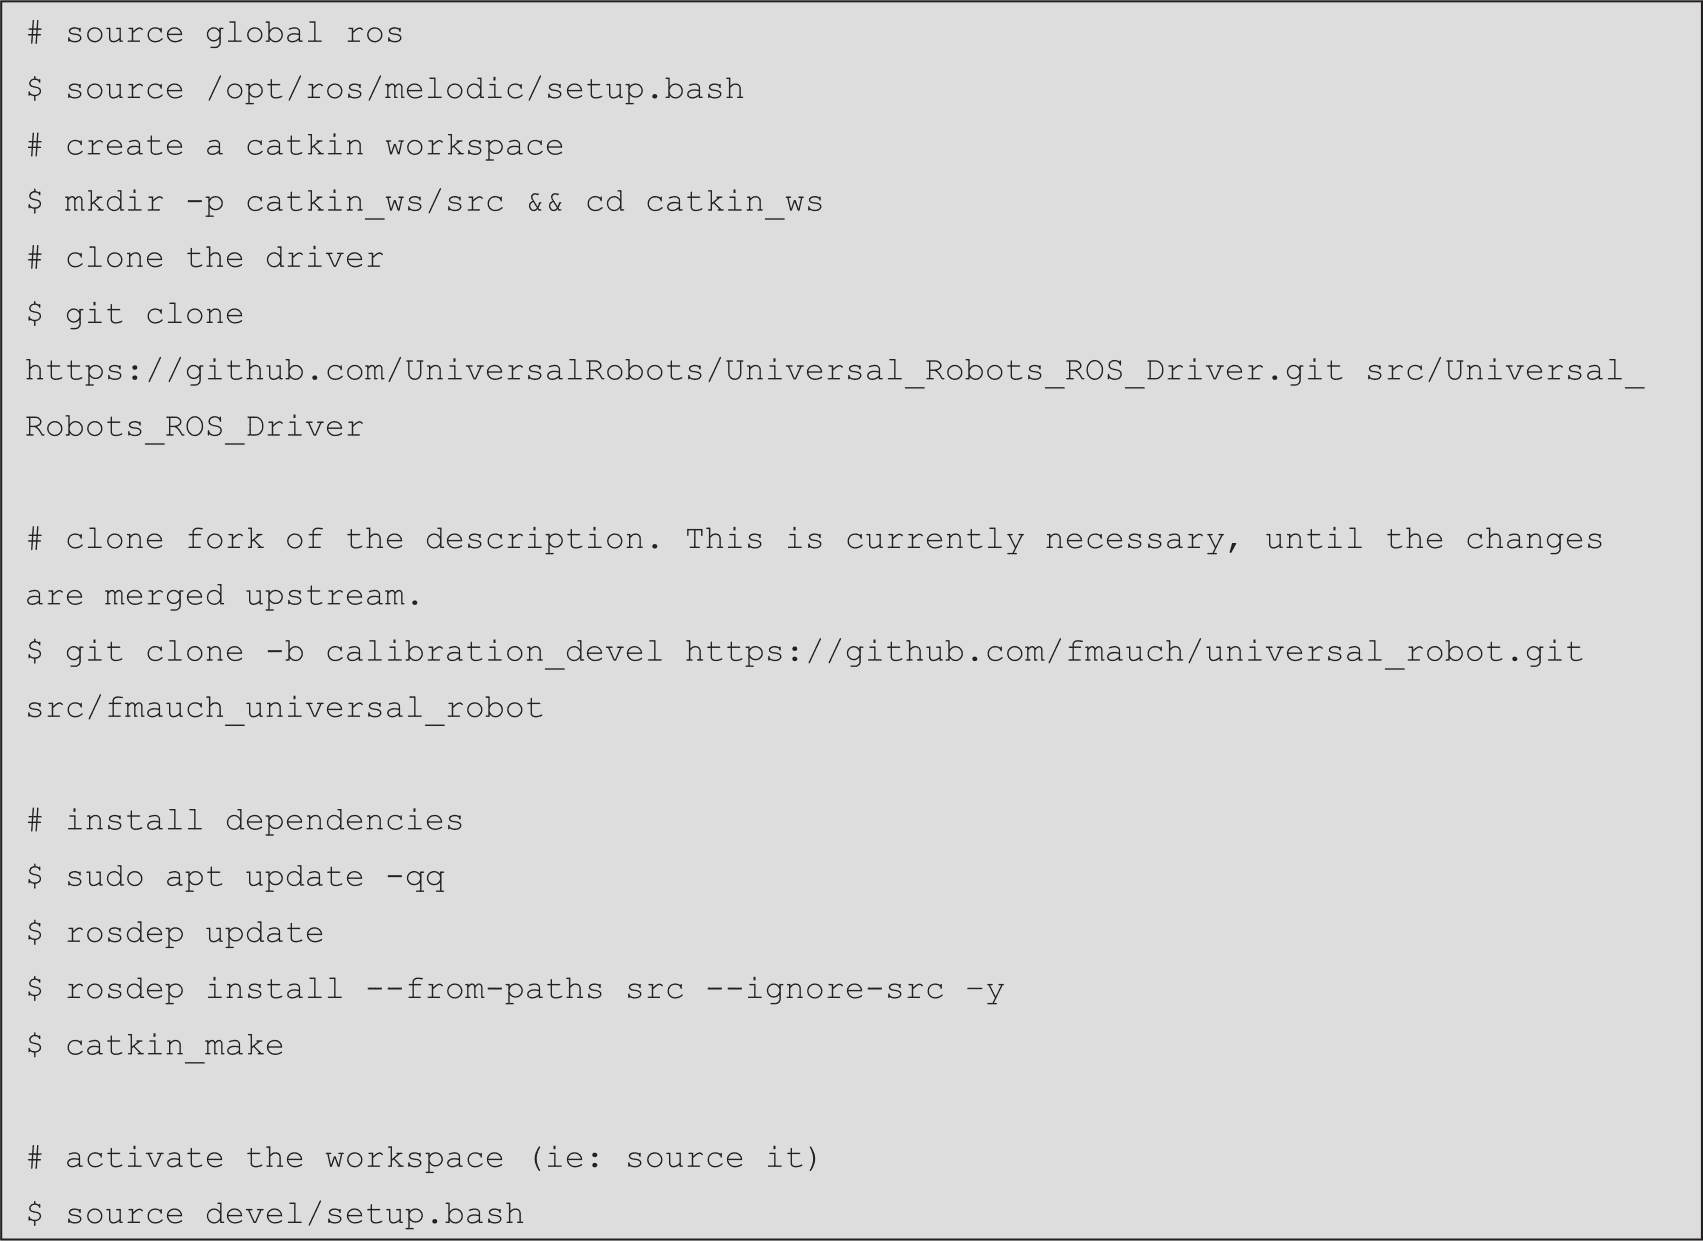 # source global ros
$ source /opt/ros/melodic/setup.bash
# create a catkin workspace
$ mkdir -p catkin_ws/src && cd catkin_ws
# clone the driver
$ git clone
https://github.com/UniversalRobots/Universal_Robots_ROS_Driver.git src/Universal_
Robots_ROS_Driver
# clone fork of the description. This is currently necessary, until the changes
are merged upstream.
$ git clone -b calibration_devel https://github.com/fmauch/universal_robot.git
src/fmauch_universal_robot
# install dependencies
$ sudo apt update -qq
$ rosdep update
$ rosdep install --from-paths src --ignore-src –y
$ catkin_make
# activate the workspace (ie: source it)
$ source devel/setup.bash